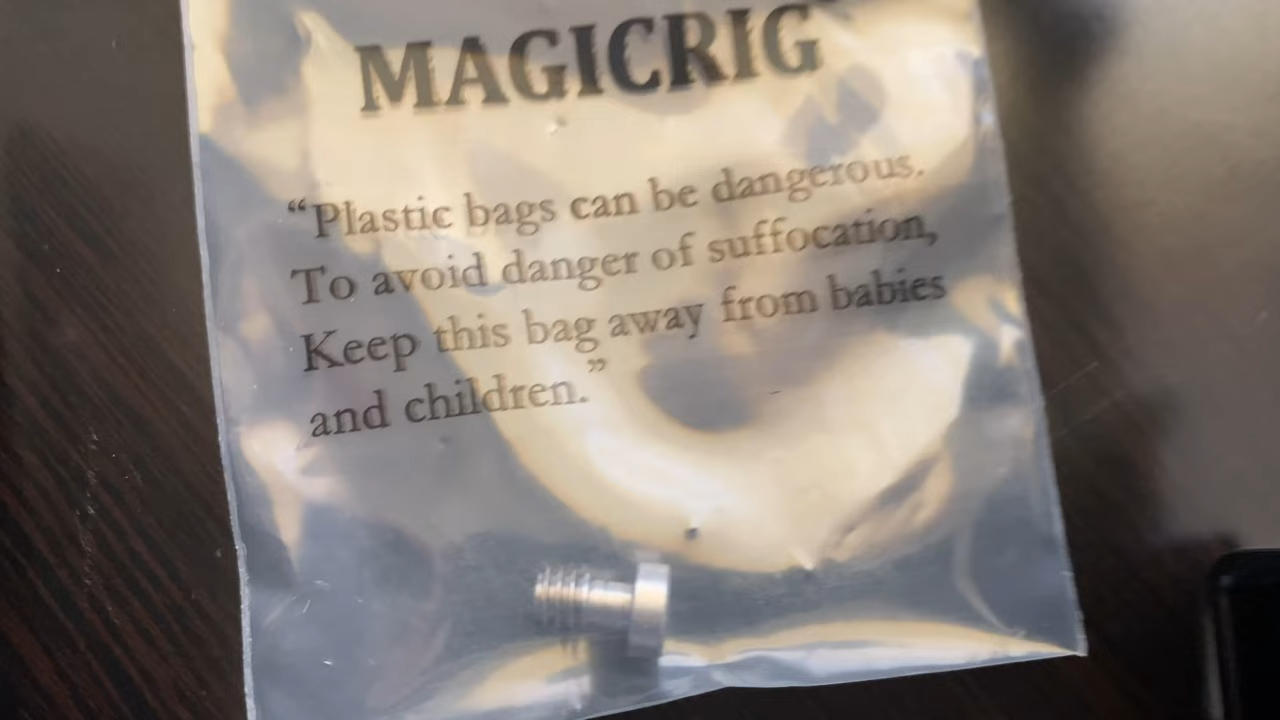 MAGICRIG
“Plastic bags can be dangerous.
To avoid danger of suffocation,
Keep this bag away from babies
and children.”